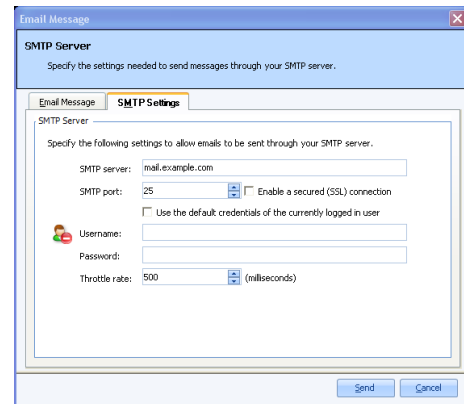 Email Message
SMTP Server
Specify the settings needed to send messages through your SMTP server.
Email Message SMTP Settings
SMTP Server
Specify the following settings to allow emails to be sent through your SMTP server.
SMTP server: mail.example.com
SMTP port: 25 Enable a secured (SSL) connection
Use the default credentials of the currently logged in user
Username:
Password:
Throttle rate: 500 (milliseconds)
Send Cancel